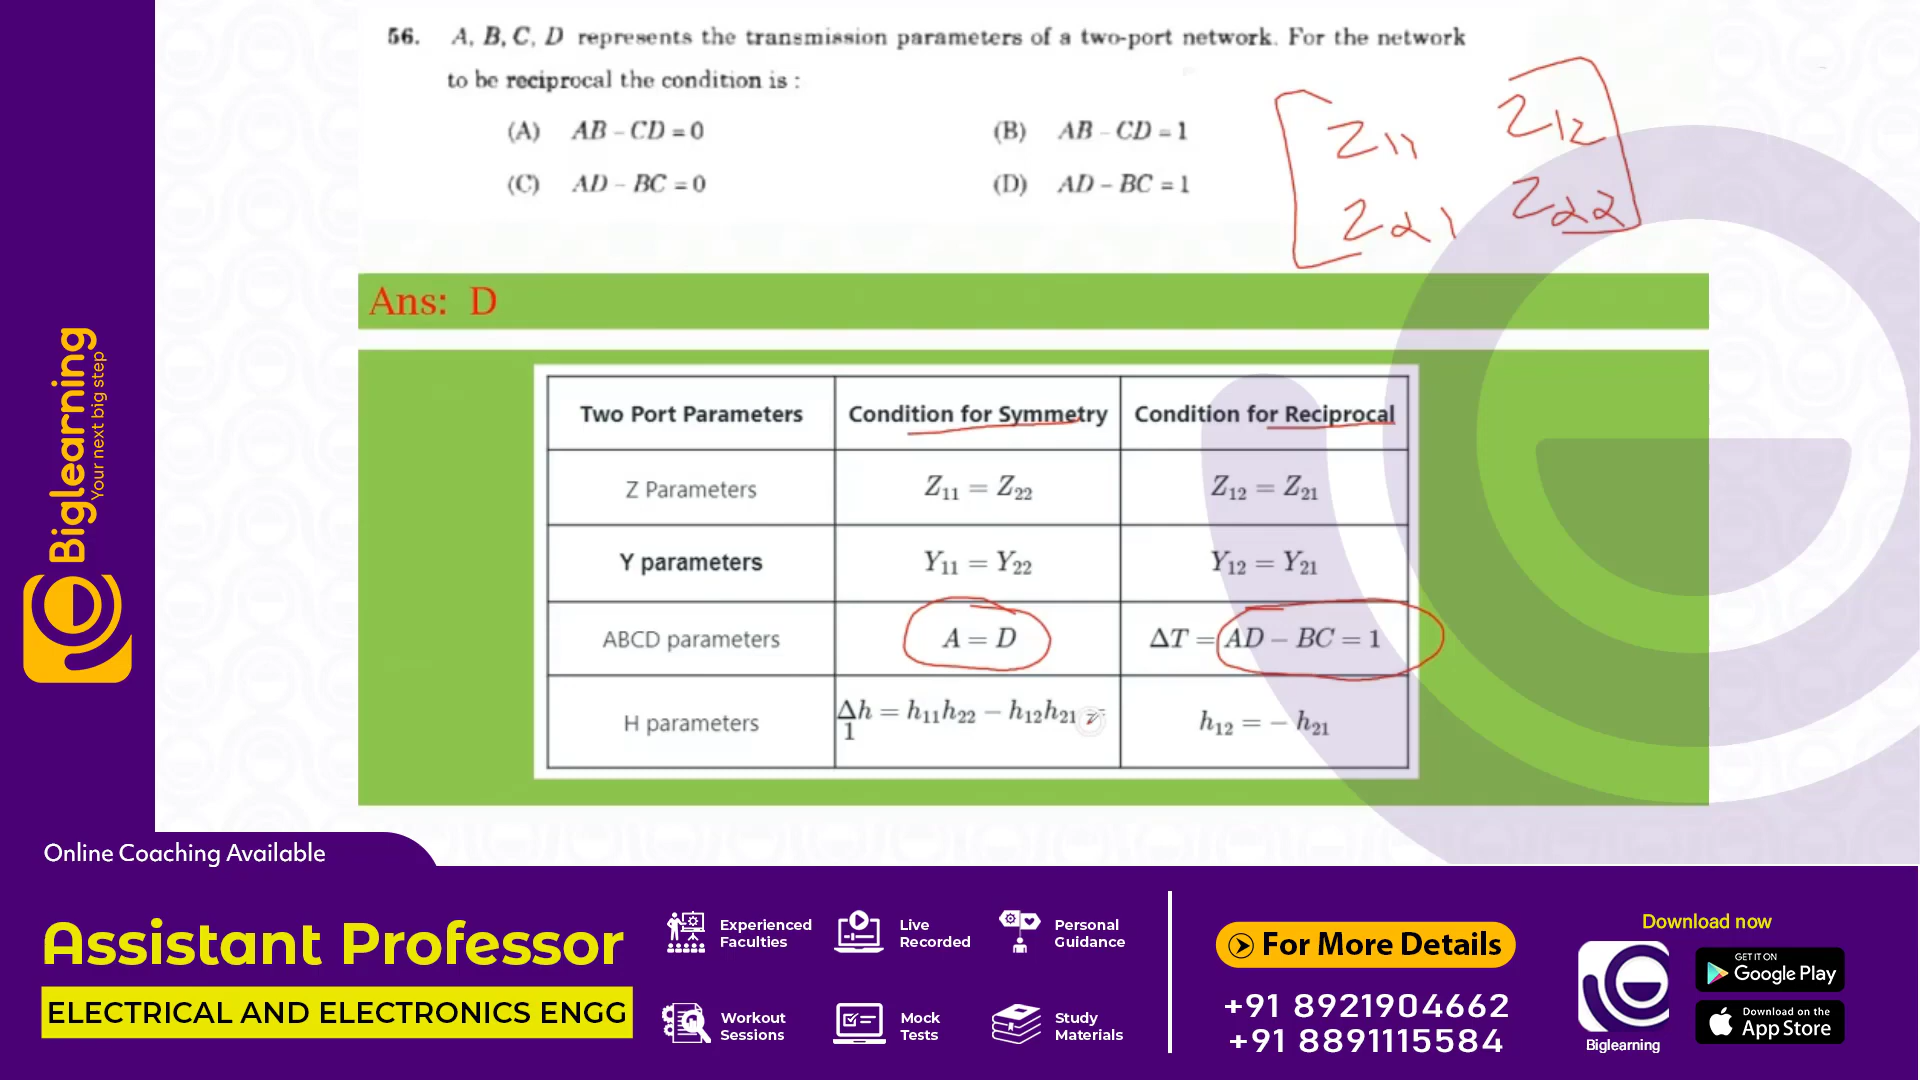 56. A, B, C, D represents the transmission parameters of a two-port network. For the network
to be reciprocal the condition is :
(A) AB – CD = 0
(B) AB – CD = 1
(C) AD – BC = 0
(D) AD – BC = 1
Z11 Z12
Z21 Z22
Ans: D
Two Port Parameters Condition for Symmetry Condition for Reciprocal
Z Parameters Z₁₁ = Z₂₂ Z₁₂ = Z₂₁
Y parameters Y₁₁ = Y₂₂ Y₁₂ = Y₂₁
ABCD parameters A = D ΔT = AD – BC = 1
H parameters Δh = h₁₁h₂₂ – h₁₂h₂₁ = h₁₂ = – h₂₁
1
Biglearning
Your next big step
Online Coaching Available
Assistant Professor
ELECTRICAL AND ELECTRONICS ENGG
Experienced
Faculties
Live
Recorded
Personal
Guidance
Workout
Sessions
Mock
Tests
Study
Materials
For More Details
+91 8921904662
+91 8891115584
Download now
Biglearning
GET IT ON
Google Play
Download on the
App Store